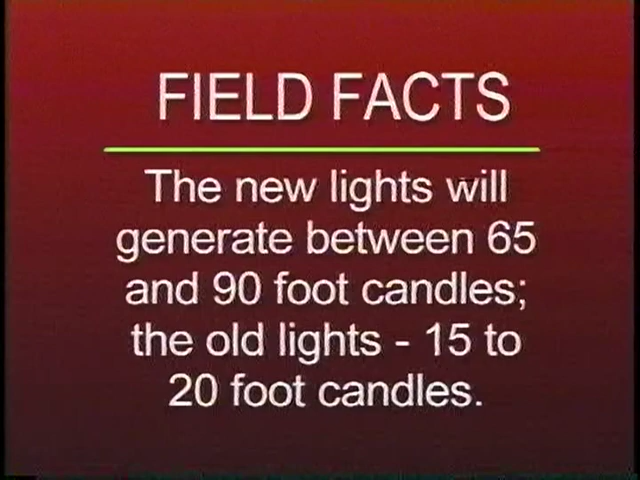 FIELD FACTS
The new lights will
generate between 65
and 90 foot candles;
the old lights - 15 to
20 foot candles.